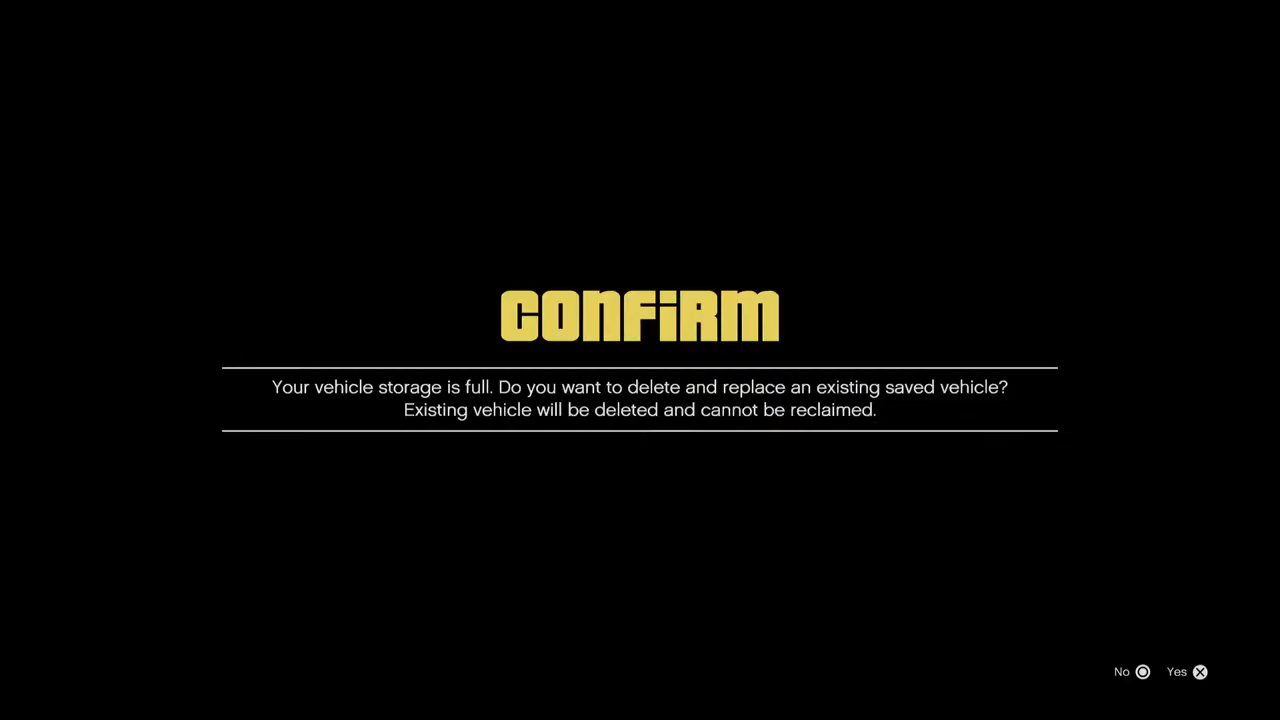 CONFIRM
Your vehicle storage is full. Do you want to delete and replace an existing saved vehicle?
Existing vehicle will be deleted and cannot be reclaimed.
No Yes